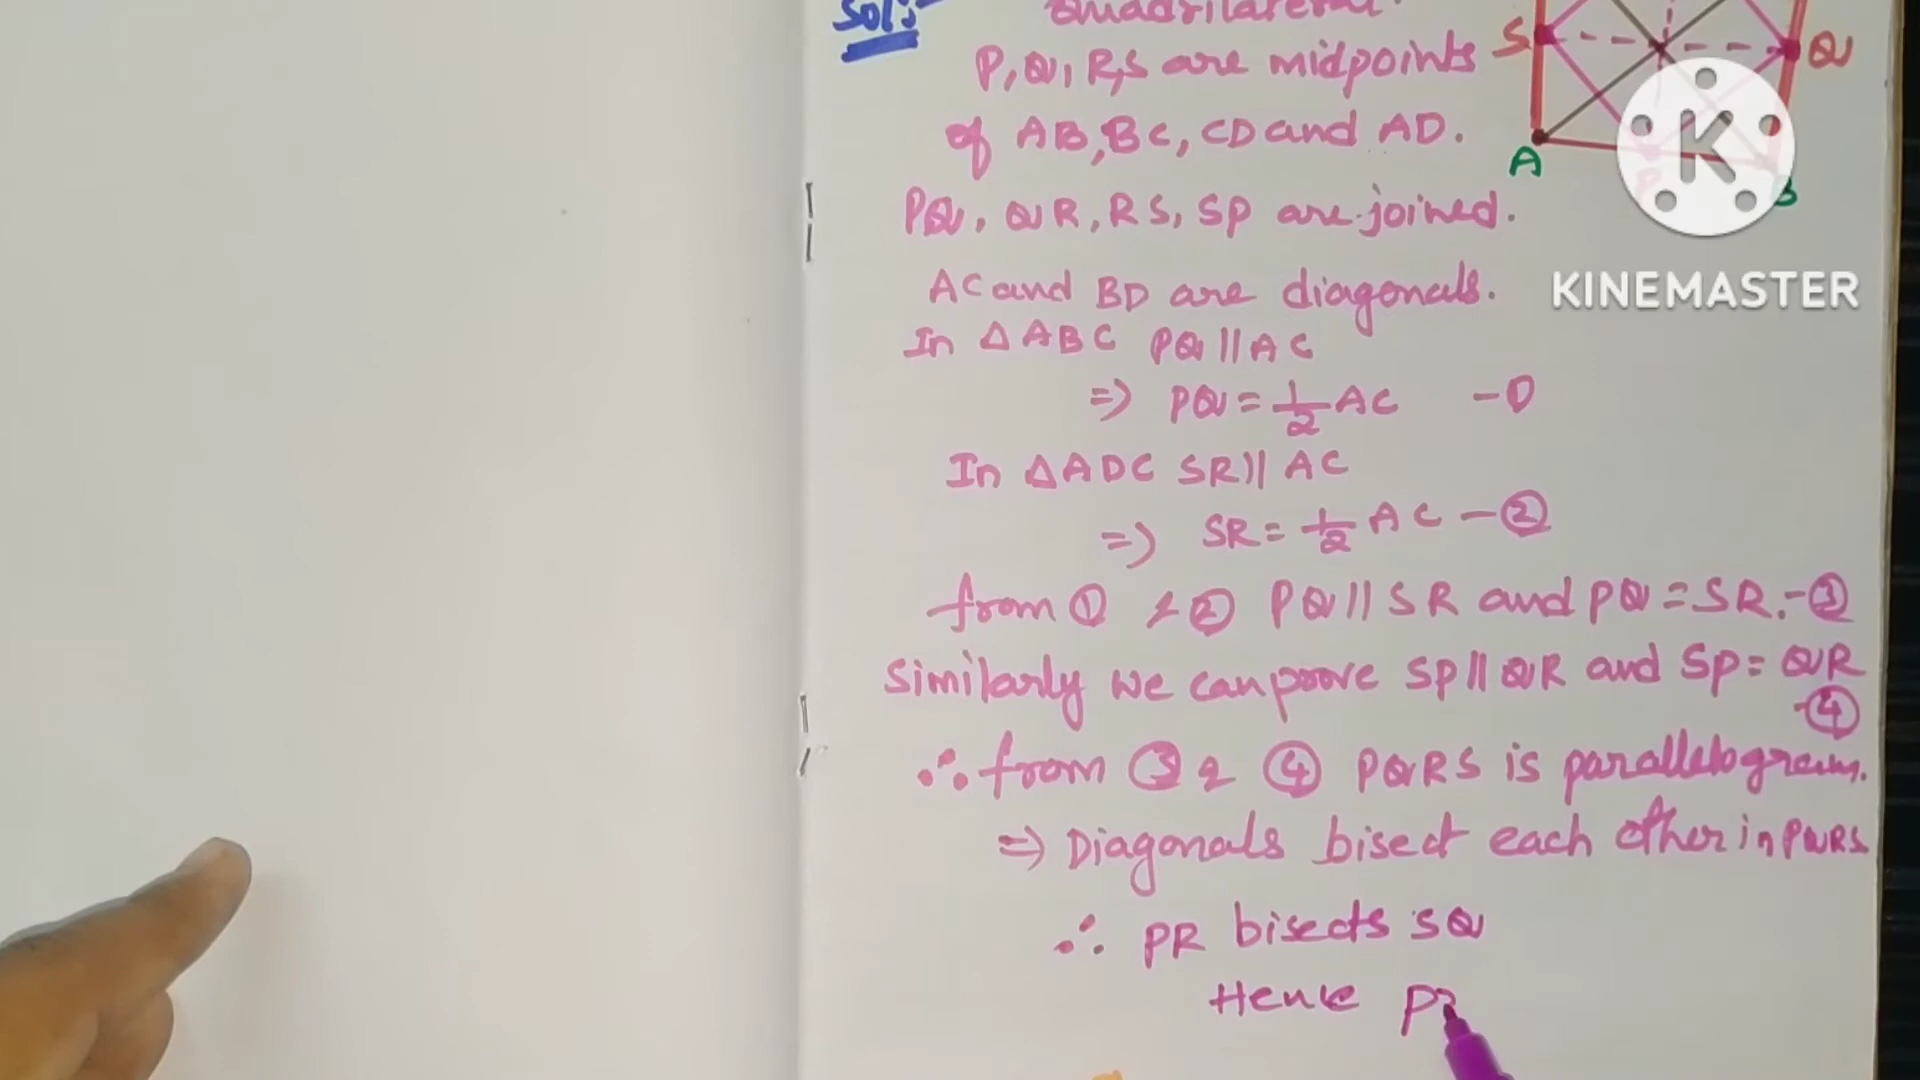 Sol:-
Quadrilateral.
P, Q, R, S are midpoints
of AB, BC, CD and AD.
PQ, QR, RS, SP are joined.
AC and BD are diagonals.
In △ABC PQ || AC
=> PQ = 1/2 AC - ①
In △ADC SR || AC
=> SR = 1/2 AC - ②
from ① & ② PQ || SR and PQ = SR. - ③
Similarly we can prove SP || QR and SP = QR
- ④
∴ from ③ & ④ PQRS is parallelogram.
=> Diagonals bisect each other in PQRS
∴ PR bisects SQ
Hence
S
Q
A
P
B
K
KINEMASTER